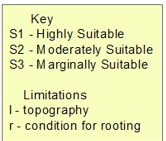 Key
S1 - Highly Suitable
S2 - Moderately Suitable
S3 - Marginally Suitable
Limitations
l - topography
r - condition for rooting